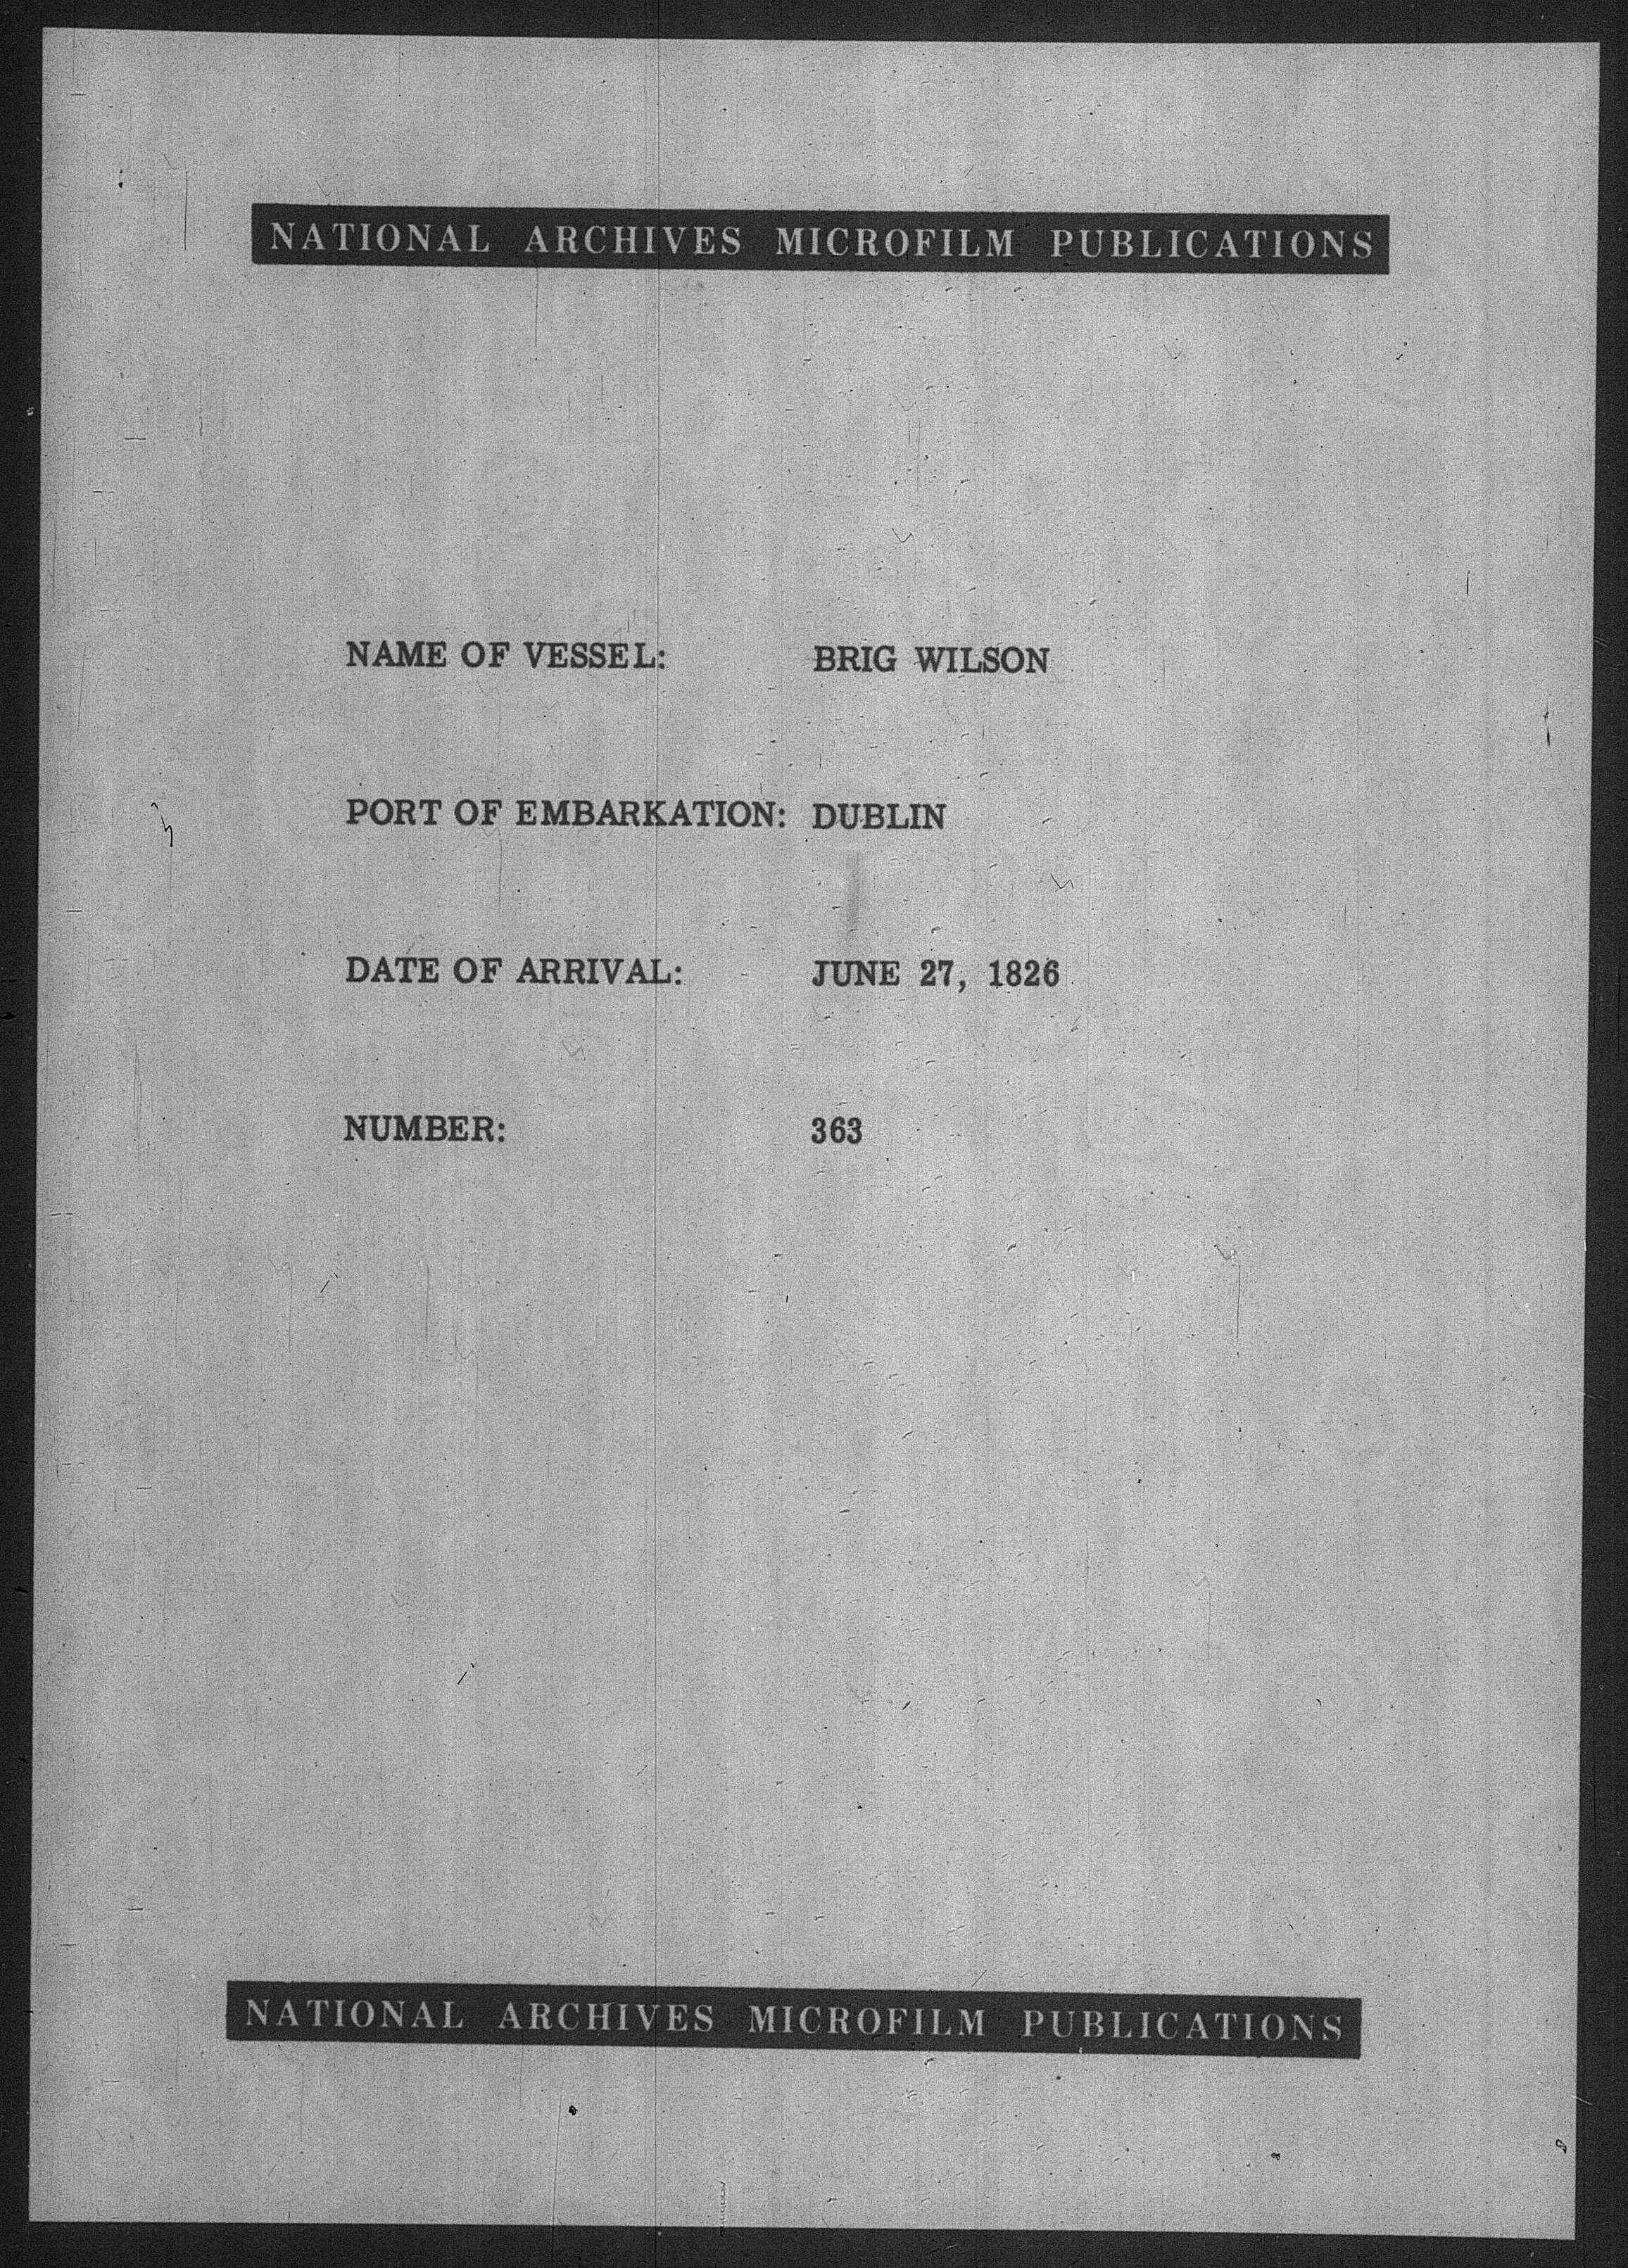 NATIONAL ARCHIVES MICROFILM PUBLICATIONS
NAME OF VESSEL: BRIG WILSON
PORT OF EMBARKATION: DUBLIN
DATE OF ARRIVAL: JUNE 27, 1826
NUMBER: 363
NATIONAL ARCHIVES MICROFILM PUBLICATIONS